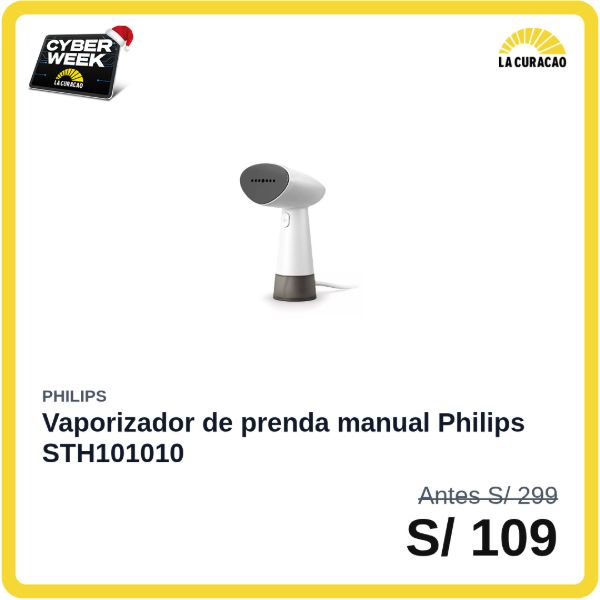 CYBER
WEEK
LA CURACAO
LA CURACAO
PHILIPS
Vaporizador de prenda manual Philips
STH101010
Antes S/ 299
S/ 109